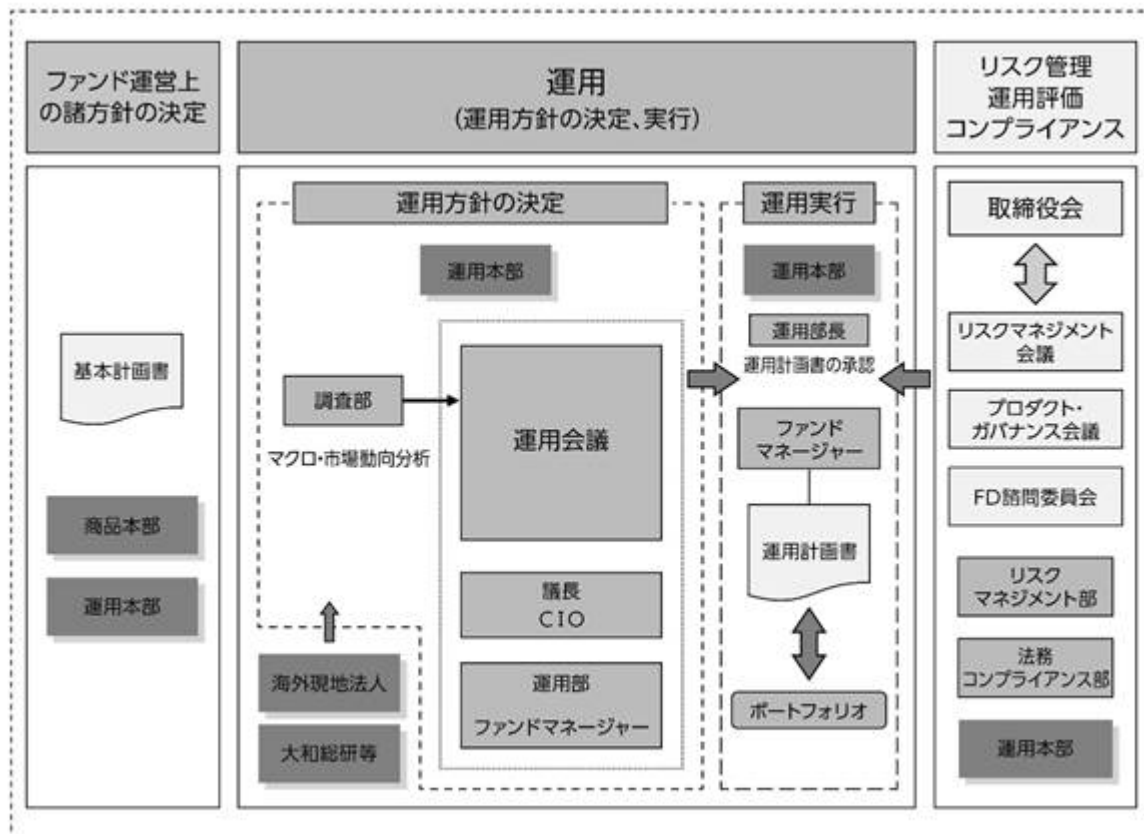 ファンド運営上
の諸方針の決定
運用
(運用方針の決定、実行)
リスク管理
運用評価
コンプライアンス
基本計画書
商品本部
運用本部
運用方針の決定
運用本部
調査部
マクロ・市場動向分析
運用会議
議長
CIO
運用部
ファンドマネージャー
海外現地法人
大和総研等
運用実行
運用本部
運用部長
運用計画書の承認
ファンド
マネージャー
運用計画書
ポートフォリオ
取締役会
リスクマネジメント
会議
プロダクト・
ガバナンス会議
FD諮問委員会
リスク
マネジメント部
法務
コンプライアンス部
運用本部